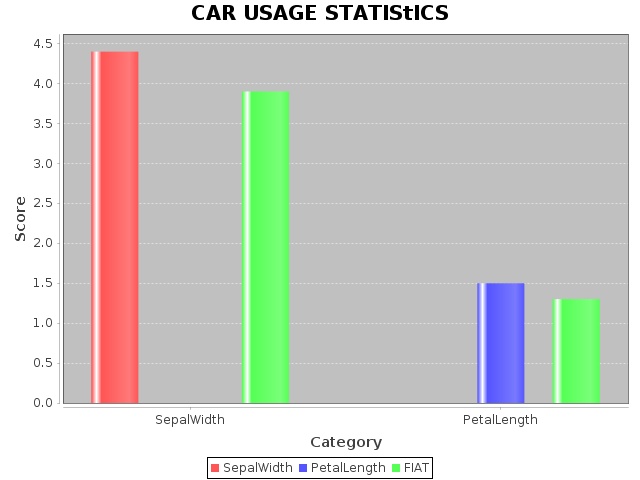 CAR USAGE STATIStICS
4.5
4.0
3.5
3.0
2.5
2.0
1.5
1.0
0.5
0.0
Score
SepalWidth PetalLength
Category
SepalWidth PetalLength FIAT